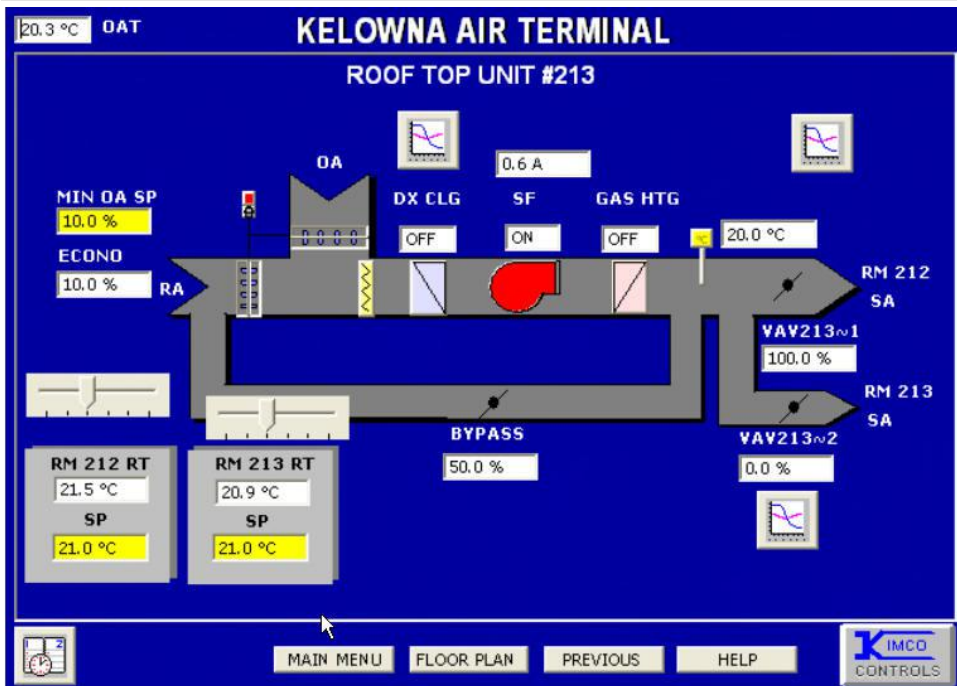 20.3 °C OAT
KELOWNA AIR TERMINAL
ROOF TOP UNIT #213
OA
0.6 A
MIN OA SP
10.0 %
DX CLG
SF
GAS HTG
OFF
ON
OFF
°C
20.0 °C
ECONO
10.0 %
RA
RM 212
SA
VAV213~1
100.0 %
RM 213
SA
BYPASS
50.0 %
VAV213~2
0.0 %
RM 212 RT
21.5 °C
SP
21.0 °C
RM 213 RT
20.9 °C
SP
21.0 °C
1 2
MAIN MENU
FLOOR PLAN
PREVIOUS
HELP
KIMCO
CONTROLS